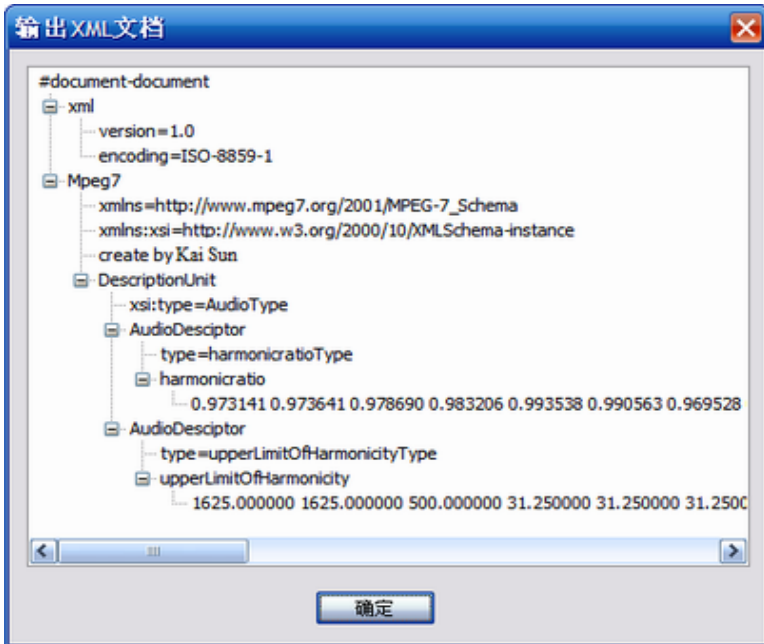 输出XML文档
#document-document
xml
version=1.0
encoding=ISO-8859-1
Mpeg7
xmlns=http://www.mpeg7.org/2001/MPEG-7_Schema
xmlns:xsi=http://www.w3.org/2000/10/XMLSchema-instance
create by Kai Sun
DescriptionUnit
xsi:type=AudioType
AudioDesciptor
type=harmonicratioType
harmonicratio
0.973141 0.973641 0.978690 0.983206 0.993538 0.990563 0.969528
AudioDesciptor
type=upperLimitOfHarmonicityType
upperLimitOfHarmonicity
1625.000000 1625.000000 500.000000 31.250000 31.250000 31.2500
确定